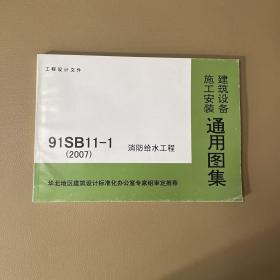 工程设计文件
91SB11-1
(2007)
消防给水工程
华北地区建筑设计标准化办公室专家组审定推荐
建筑设备
施工安装
通用图集